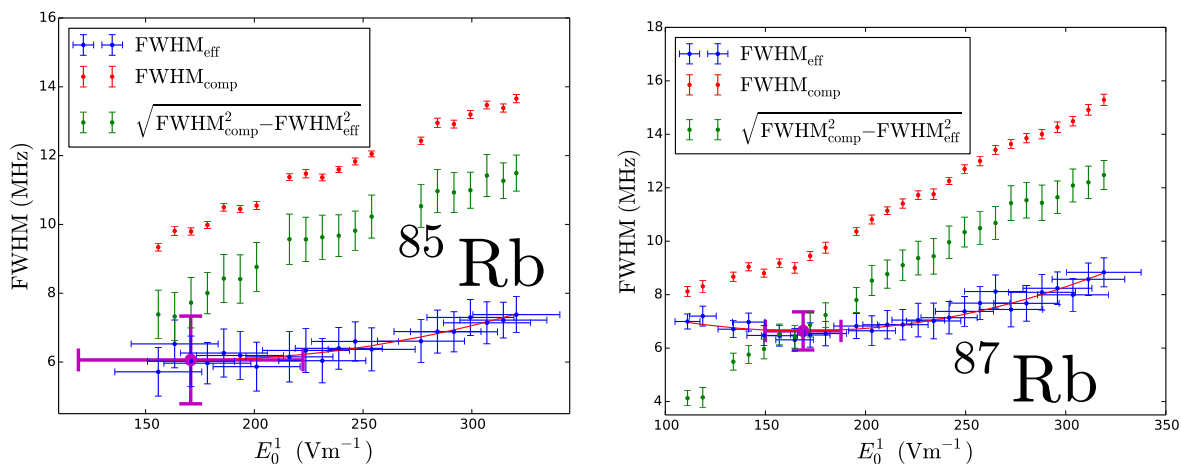 16
14
12
10
8
6
FWHM (MHz)
FWHM_eff
FWHM_comp
√(FWHM²_comp−FWHM²_eff)
⁸⁵Rb
150 200 250 300
E₀¹ (Vm⁻¹)
18
16
14
12
10
8
6
4
FWHM (MHz)
FWHM_eff
FWHM_comp
√(FWHM²_comp−FWHM²_eff)
⁸⁷Rb
100 150 200 250 300 350
E₀¹ (Vm⁻¹)